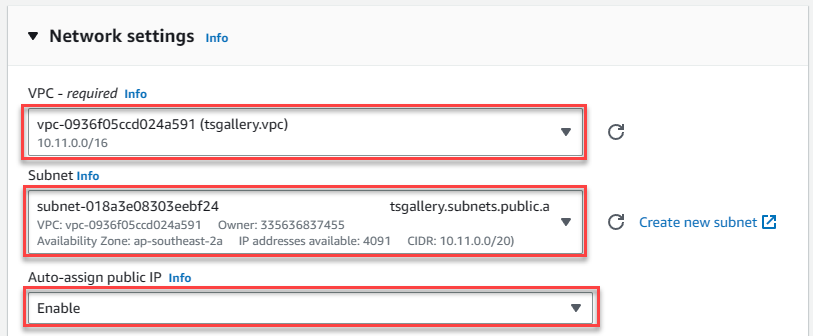 Network settings Info
VPC - required Info
vpc-0936f05ccd024a591 (tsgallery.vpc)
10.11.0.0/16
Subnet Info
subnet-018a3e08303eebf24 tsgallery.subnets.public.a
VPC: vpc-0936f05ccd024a591 Owner: 335636837455
Availability Zone: ap-southeast-2a IP addresses available: 4091 CIDR: 10.11.0.0/20)
Create new subnet
Auto-assign public IP Info
Enable